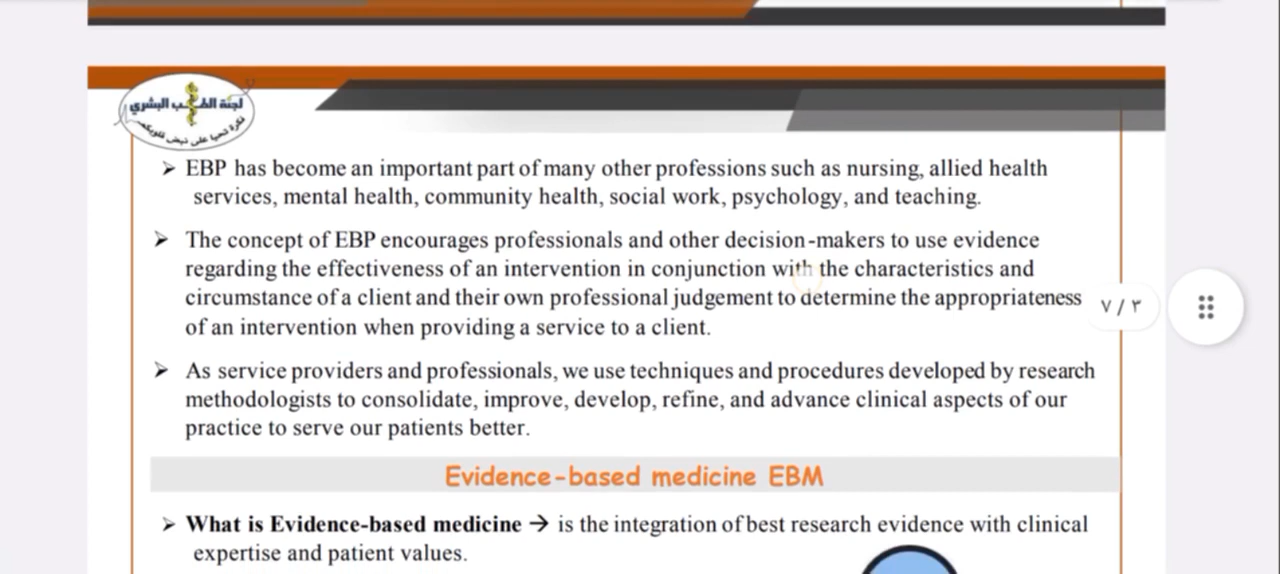 لجنة الطب البشري
فكرة تحيا على نبض قلوبكم
➢ EBP has become an important part of many other professions such as nursing, allied health
services, mental health, community health, social work, psychology, and teaching.
➢ The concept of EBP encourages professionals and other decision-makers to use evidence
regarding the effectiveness of an intervention in conjunction with the characteristics and
circumstance of a client and their own professional judgement to determine the appropriateness
of an intervention when providing a service to a client.
٧ / ٣
➢ As service providers and professionals, we use techniques and procedures developed by research
methodologists to consolidate, improve, develop, refine, and advance clinical aspects of our
practice to serve our patients better.
Evidence-based medicine EBM
➢ What is Evidence-based medicine → is the integration of best research evidence with clinical
expertise and patient values.